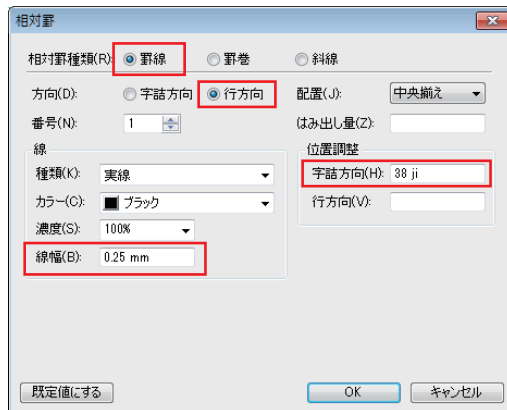 相対罫
相対罫種類(R): 罫線 罫巻 斜線
方向(D): 字詰方向 行方向 配置(J): 中央揃え
番号(N): 1 はみ出し量(Z):
線 位置調整
種類(K): 実線 字詰方向(H): 38 ji
カラー(C): ブラック 行方向(V):
濃度(S): 100%
線幅(B): 0.25 mm
既定値にする OK キャンセル